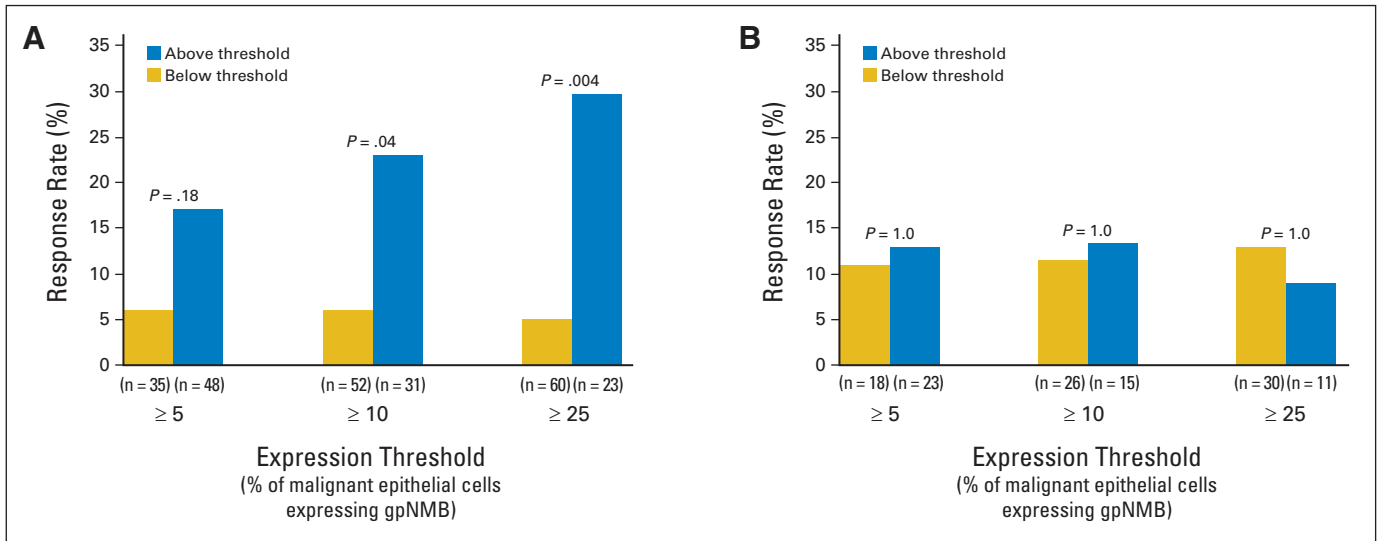 A
35
30
25
20
15
10
5
0
Response Rate (%)
Above threshold
Below threshold
P = .18
P = .04
P = .004
(n = 35) (n = 48)
(n = 52) (n = 31)
(n = 60) (n = 23)
≥ 5
≥ 10
≥ 25
Expression Threshold
(% of malignant epithelial cells
expressing gpNMB)
B
35
30
25
20
15
10
5
0
Response Rate (%)
Above threshold
Below threshold
P = 1.0
P = 1.0
P = 1.0
(n = 18) (n = 23)
(n = 26) (n = 15)
(n = 30) (n = 11)
≥ 5
≥ 10
≥ 25
Expression Threshold
(% of malignant epithelial cells
expressing gpNMB)